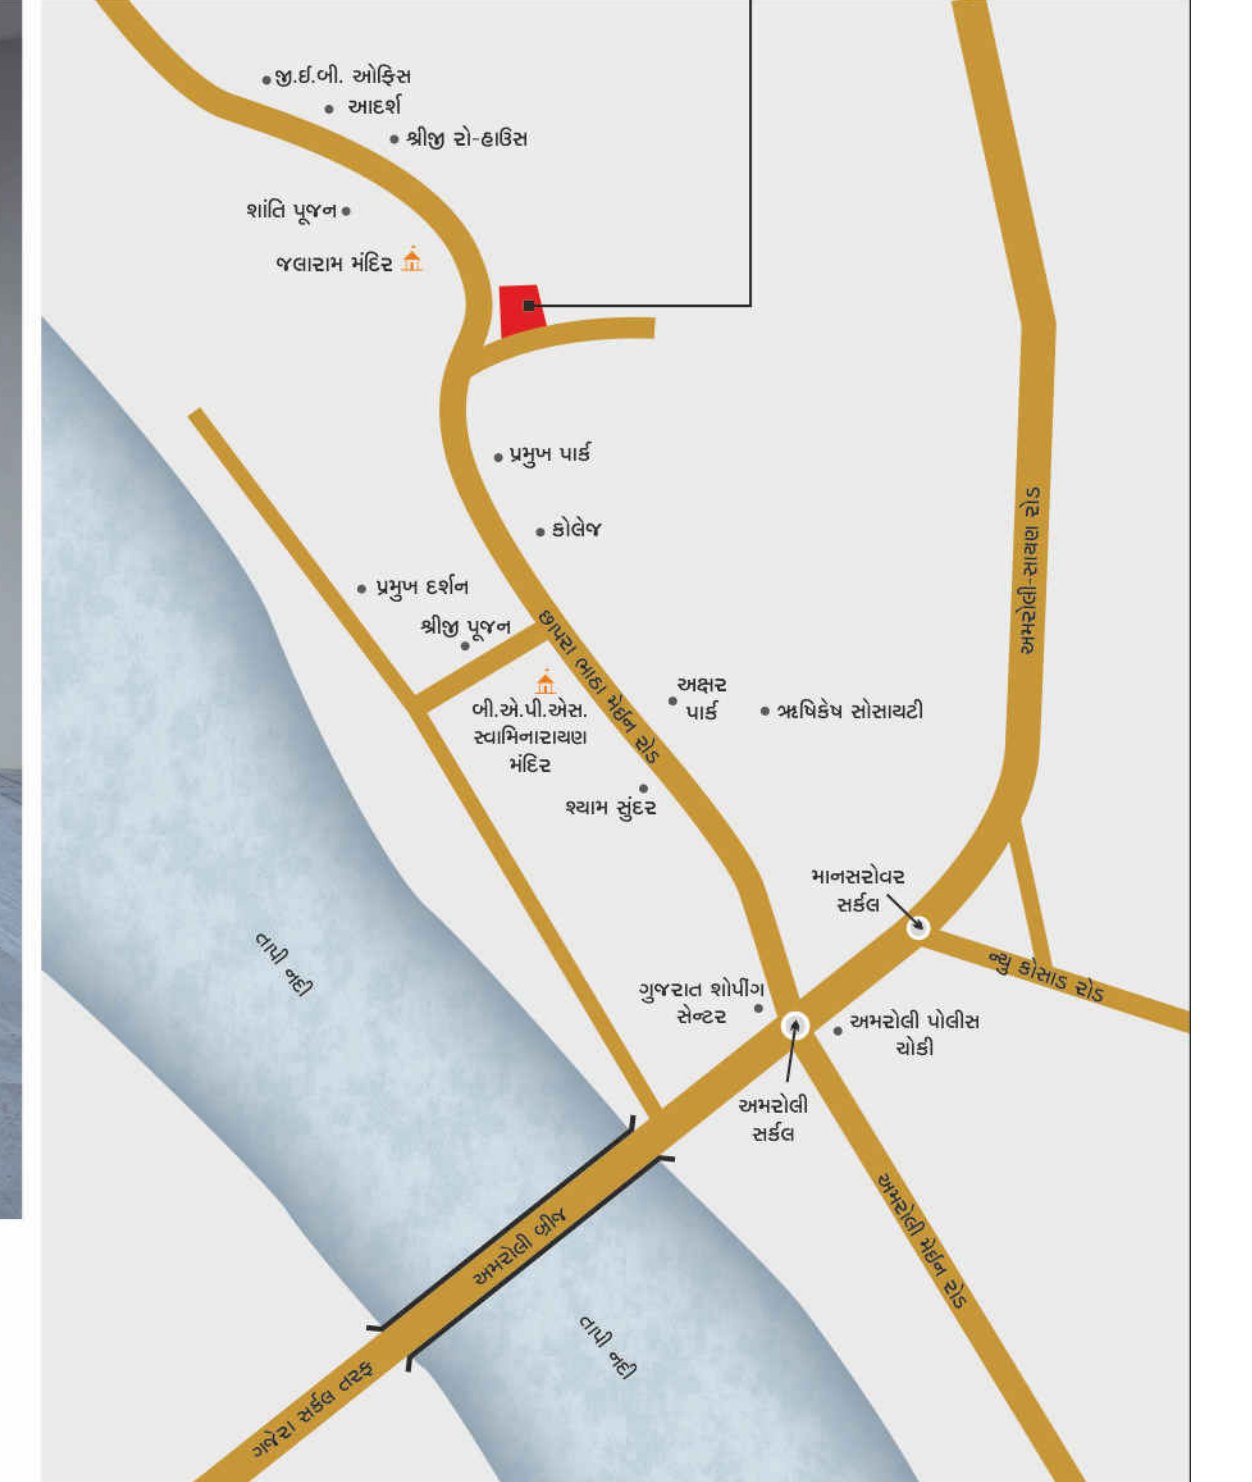 જી.ઈ.બી. ઓફિસ
આદર્શ
શ્રીજી રો-હાઉસ
શાંતિ પૂજન
જલારામ મંદિર
પ્રમુખ પાર્ક
કોલેજ
અમરોલી-સાયણ રોડ
પ્રમુખ દર્શન
શ્રીજી પૂજન
છાપરા ભાઠા મેઈન રોડ
અક્ષર
પાર્ક
ઋષિકેષ સોસાયટી
બી.એ.પી.એસ.
સ્વામિનારાયણ
મંદિર
શ્યામ સુંદર
માનસરોવર
સર્કલ
તાપી નદી
ન્યુ કોસાડ રોડ
ગુજરાત શોપીંગ
સેન્ટર
અમરોલી પોલીસ
ચોકી
અમરોલી
સર્કલ
અમરોલી બ્રીજ
અમરોલી મેઈન રોડ
તાપી નદી
ગજેરા સર્કલ તરફ